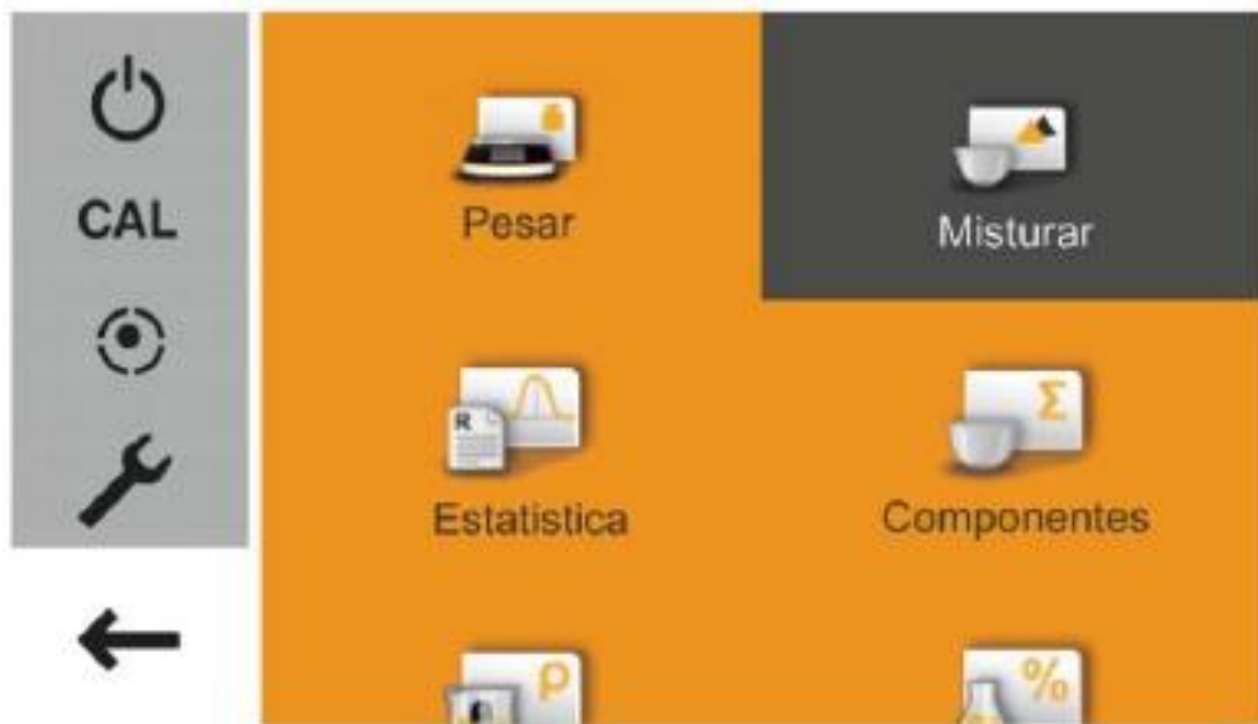 CAL
Pesar
Misturar
R
Σ
Estatistica
Componentes
ρ
%